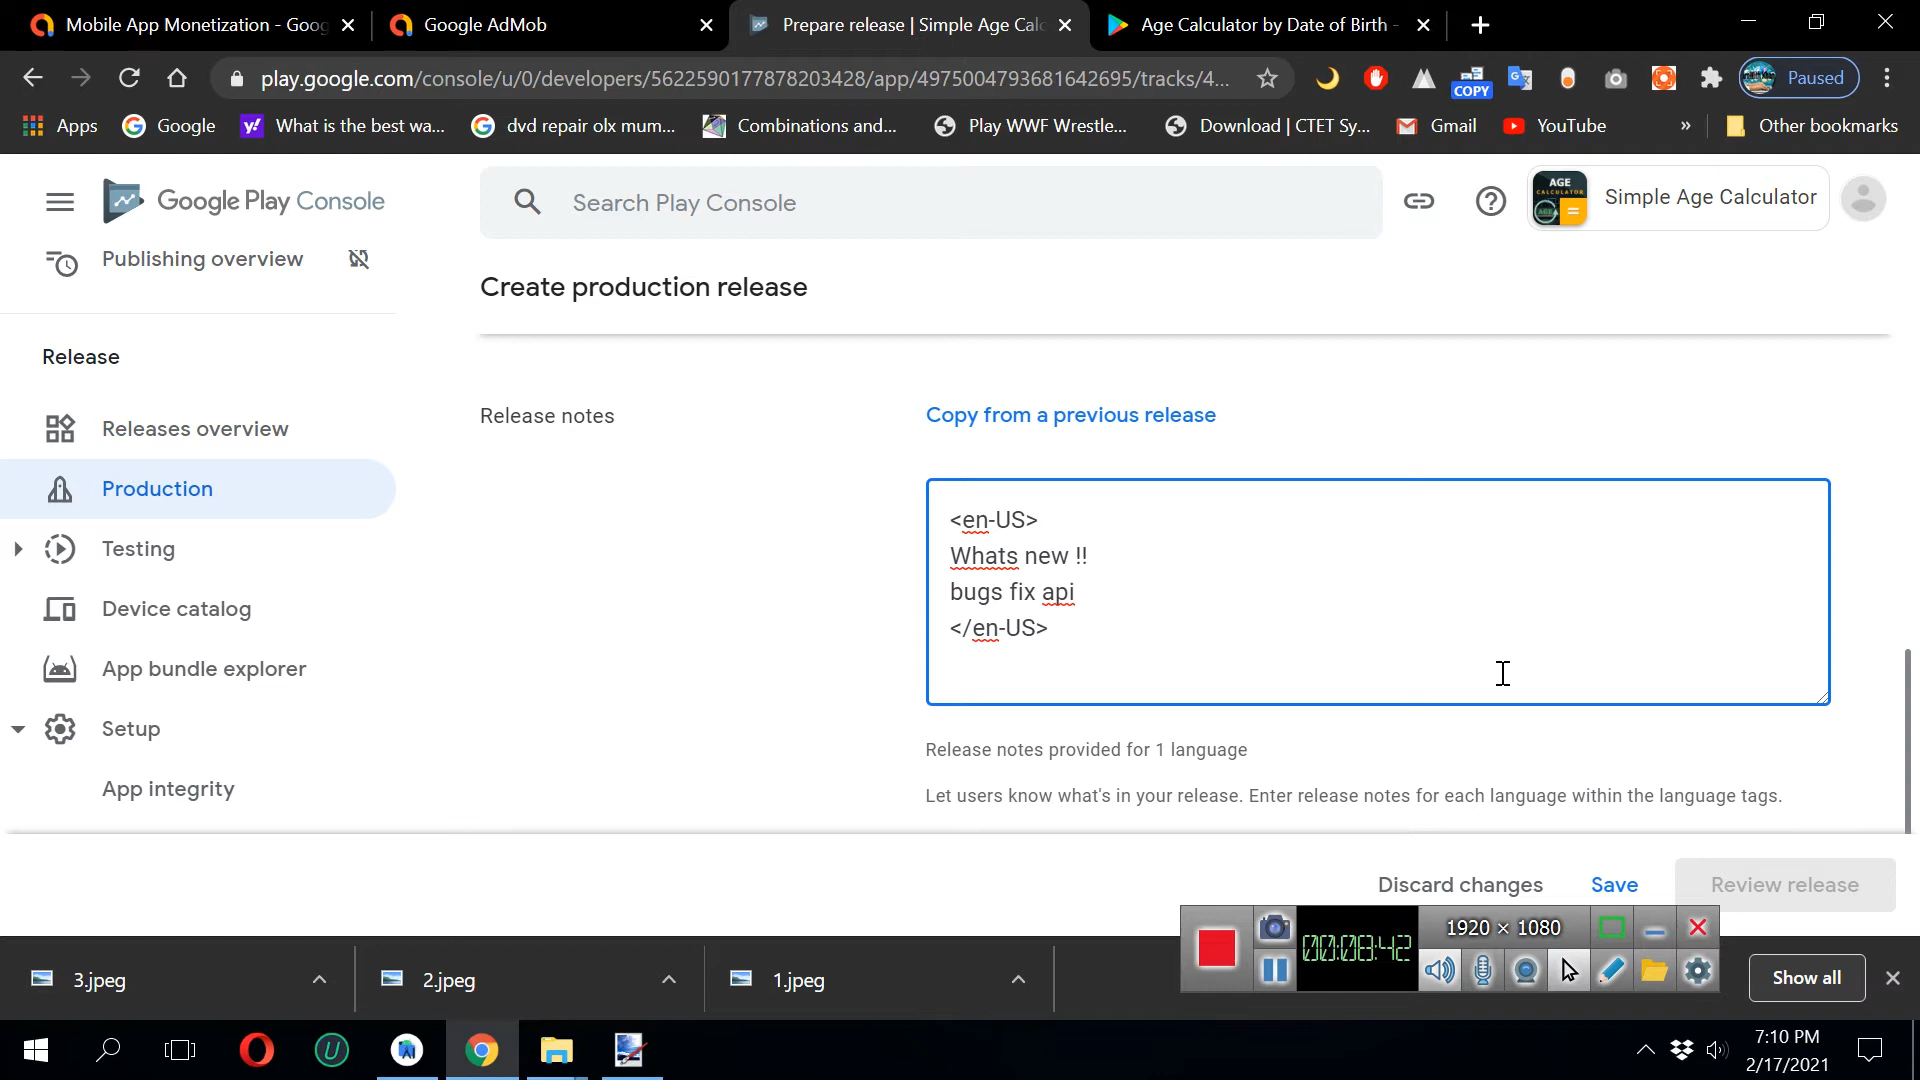 Mobile App Monetization - Goog
Google AdMob
Prepare release | Simple Age Calc
Age Calculator by Date of Birth -
play.google.com/console/u/0/developers/5622590177878203428/app/4975004793681642695/tracks/4...
COPY
Paused
Apps
Google
What is the best wa...
dvd repair olx mum...
Combinations and...
Play WWF Wrestle...
Download | CTET Sy...
Gmail
YouTube
»
Other bookmarks
Google Play Console
Search Play Console
AGE
CALCULATOR
Simple Age Calculator
Publishing overview
Create production release
Release
Releases overview
Production
Testing
Device catalog
App bundle explorer
Setup
App integrity
Release notes
Copy from a previous release
<en-US>
Whats new !!
bugs fix api
</en-US>
Release notes provided for 1 language
Let users know what's in your release. Enter release notes for each language within the language tags.
Discard changes
Save
Review release
00:08:42
1920 × 1080
3.jpeg
2.jpeg
1.jpeg
Show all
7:10 PM
2/17/2021